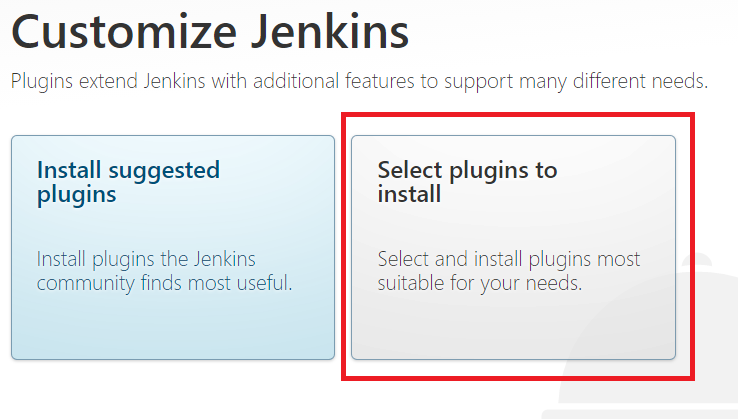 Customize Jenkins
Plugins extend Jenkins with additional features to support many different needs.
Install suggested
plugins
Install plugins the Jenkins
community finds most useful.
Select plugins to
install
Select and install plugins most
suitable for your needs.